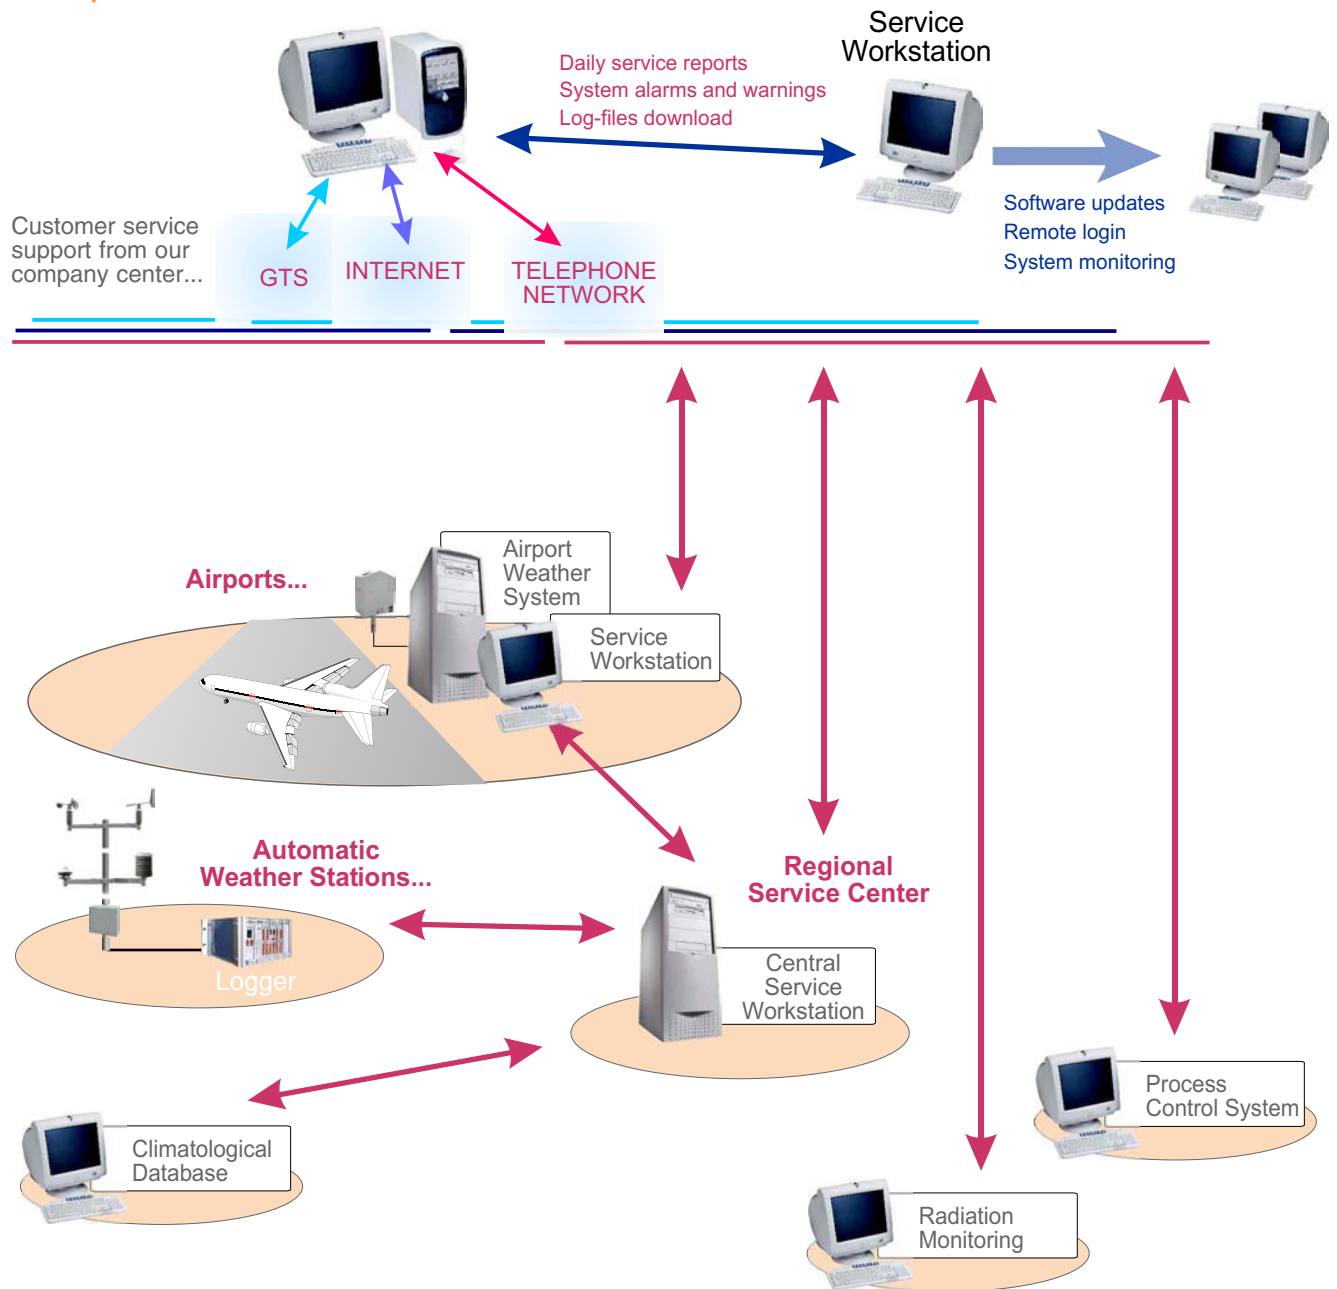 Service
Workstation
Daily service reports
System alarms and warnings
Log-files download
Software updates
Remote login
System monitoring
Customer service
support from our
company center...
GTS
INTERNET
TELEPHONE
NETWORK
Airports...
Airport
Weather
System
Service
Workstation
Automatic
Weather Stations...
Logger
Regional
Service Center
Central
Service
Workstation
Process
Control System
Climatological
Database
Radiation
Monitoring